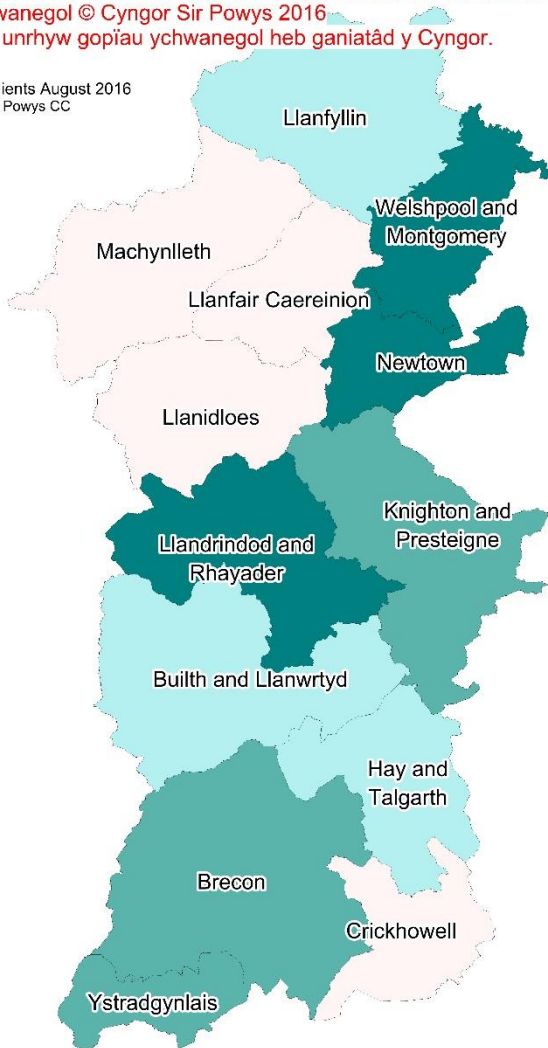 wanegol © Cyngor Sir Powys 2016
unrhyw gopïau ychwanegol heb ganiatâd y Cyngor.
ients August 2016
Powys CC
Llanfyllin
Welshpool and
Montgomery
Machynlleth
Llanfair Caereinion
Newtown
Llanidloes
Knighton and
Presteigne
Llandrindod and
Rhayader
Builth and Llanwrtyd
Hay and
Talgarth
Brecon
Crickhowell
Ystradgynlais